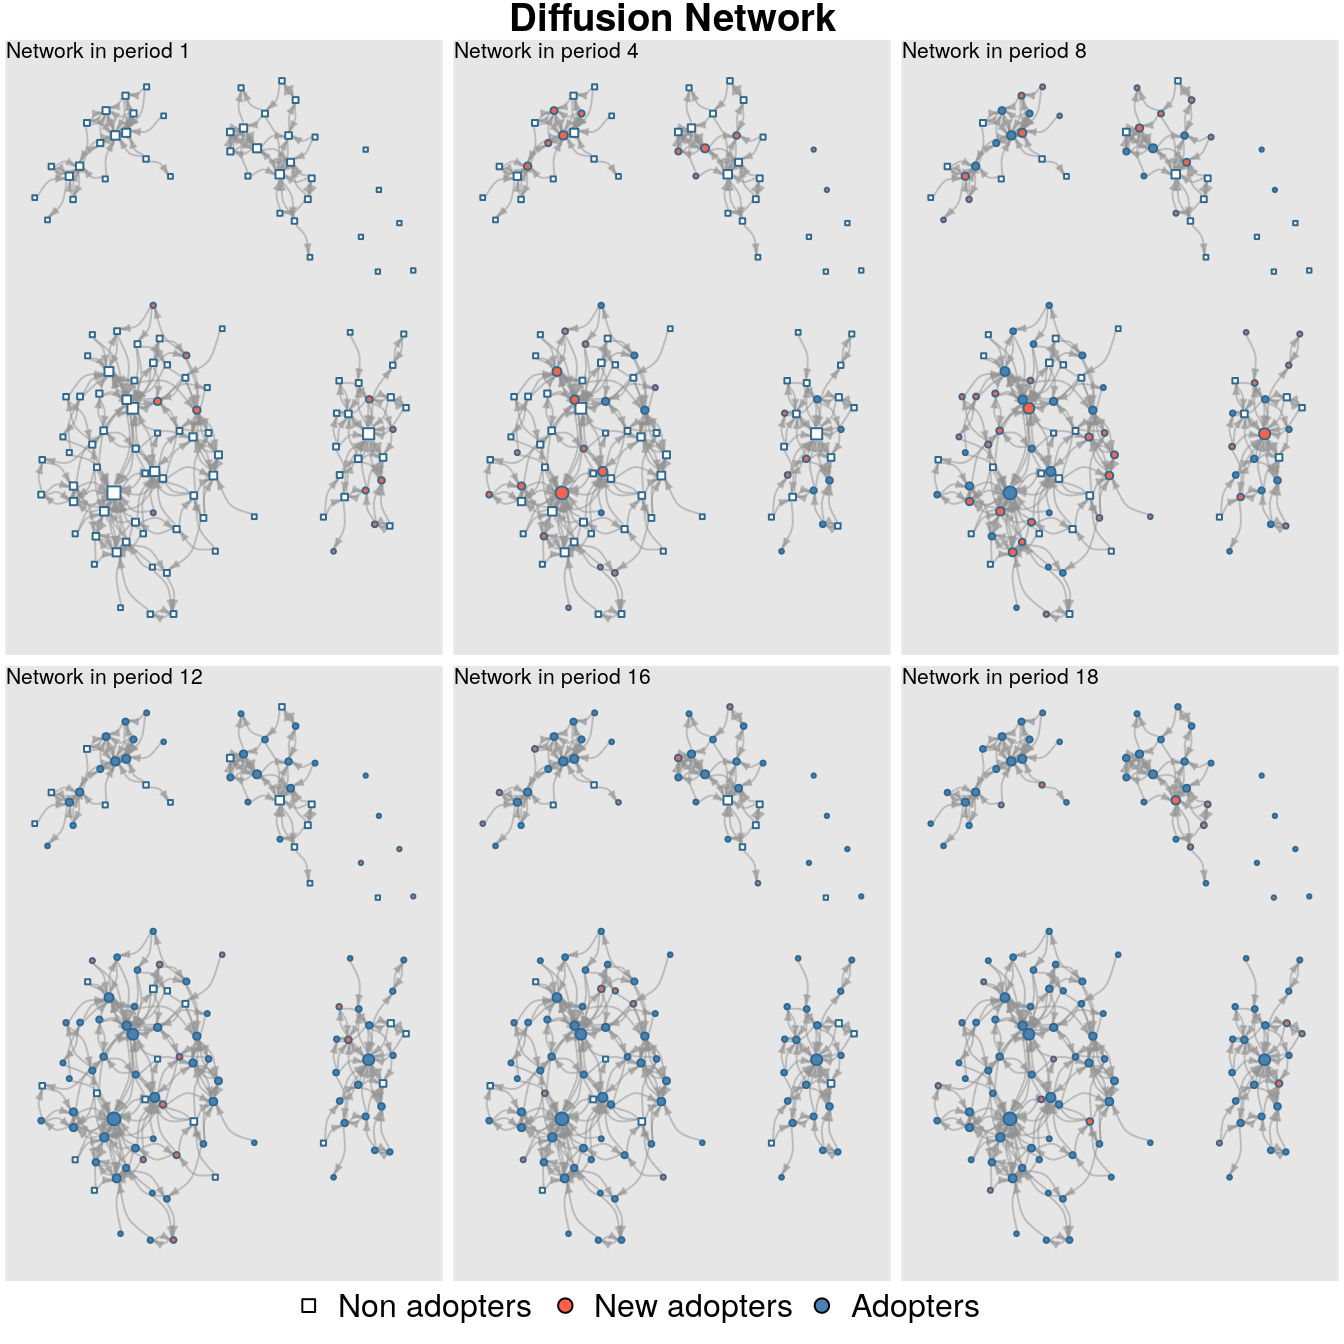 Diffusion Network
Network in period 1
Network in period 4
Network in period 8
Network in period 12
Network in period 16
Network in period 18
Non adopters New adopters Adopters